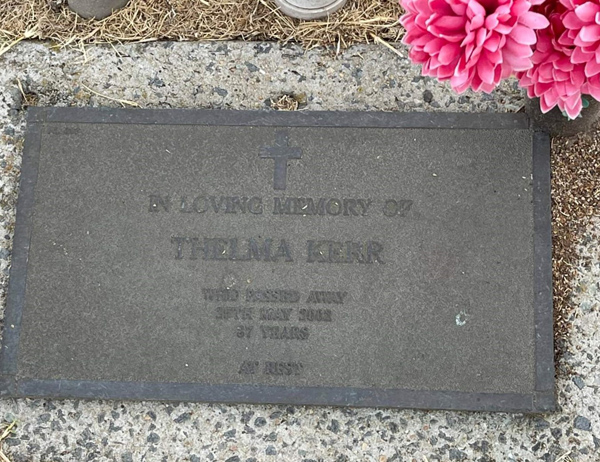 IN LOVING MEMORY OF
THELMA KERR
WHO PASSED AWAY
MAY
YEARS
AT REST